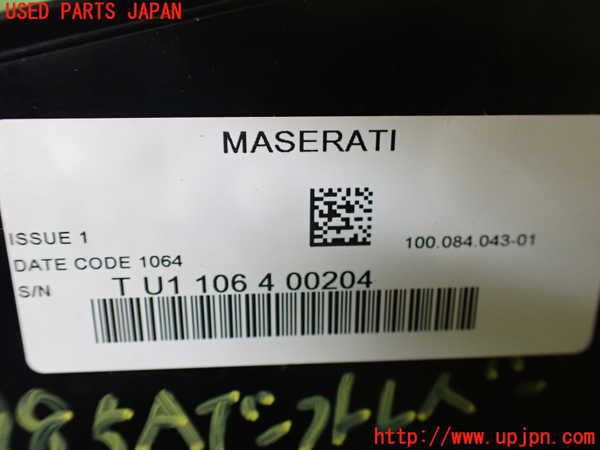 USED PARTS JAPAN
MASERATI
ISSUE 1
100.084.043-01
DATE CODE 1064
S/N T U1 106 4 00204
http://www.upjpn.com